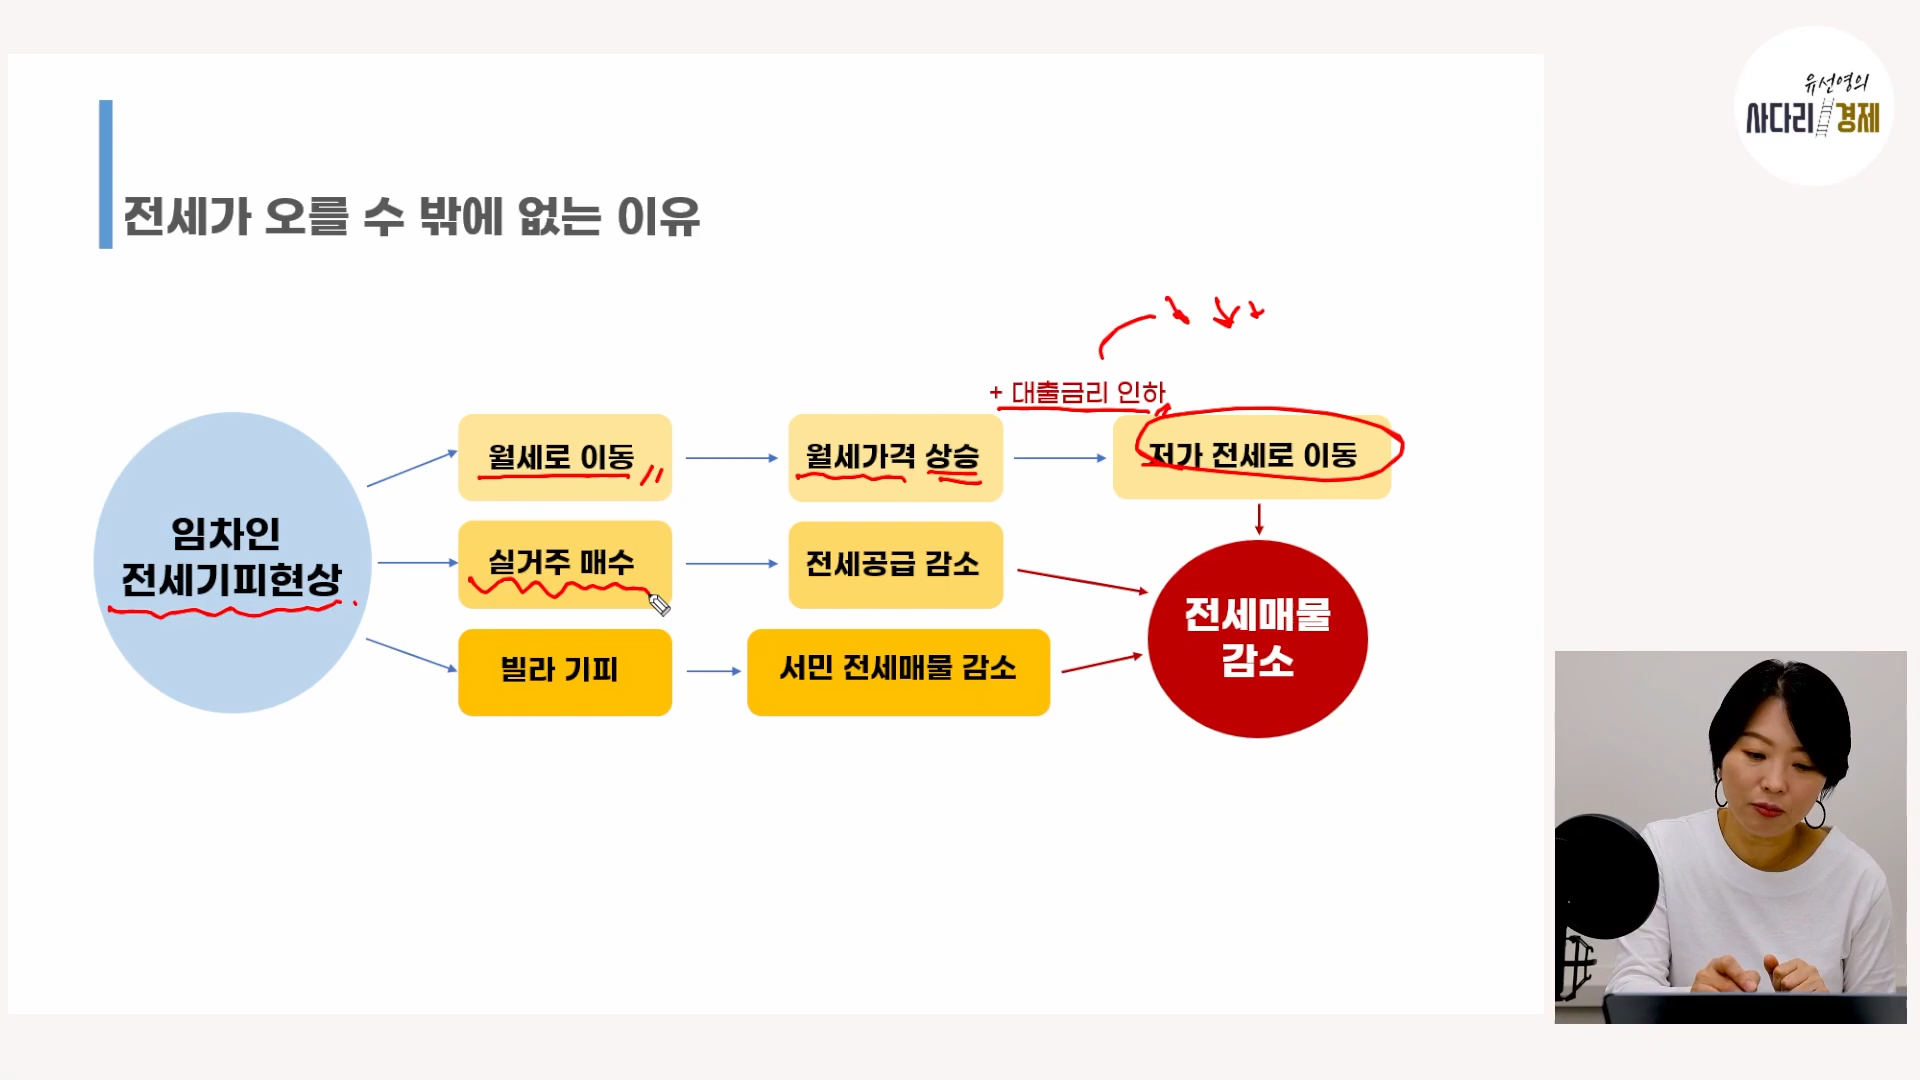 유선영의
사다리 경제
전세가 오를 수 밖에 없는 이유
+ 대출금리 인하
월세로 이동
월세가격 상승
저가 전세로 이동
임차인
전세기피현상
실거주 매수
전세공급 감소
전세매물
감소
빌라 기피
서민 전세매물 감소